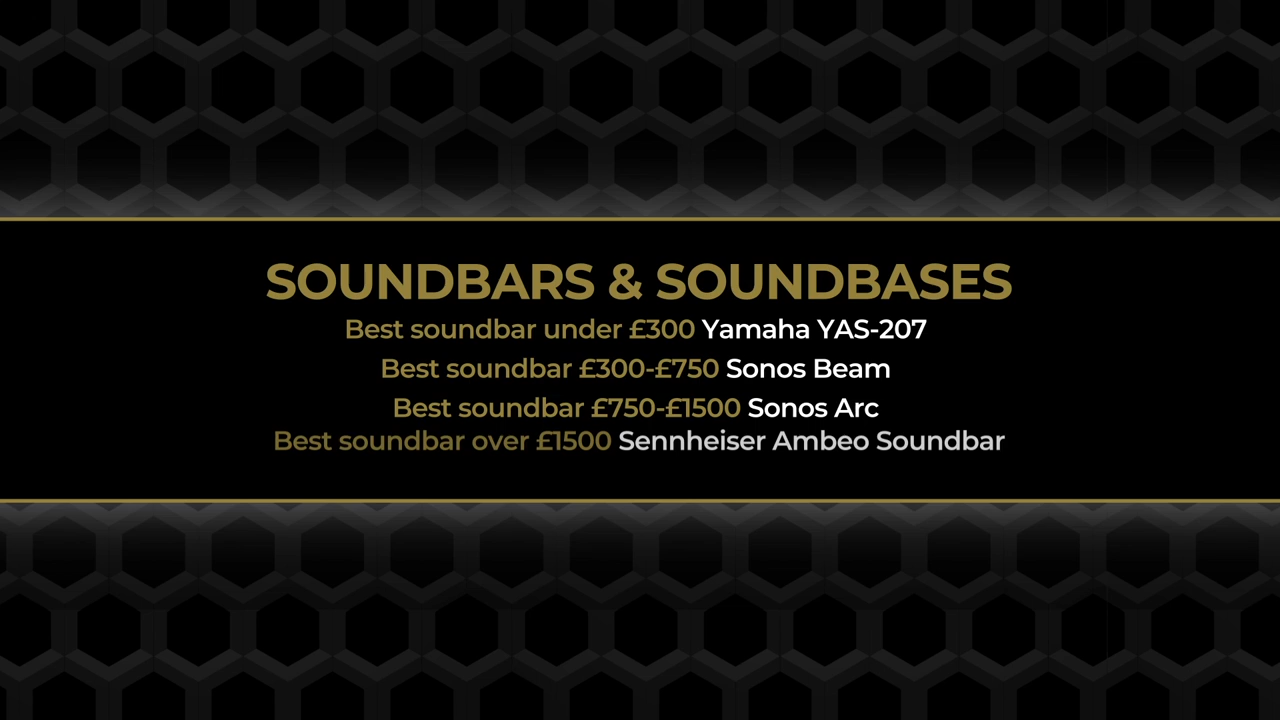 SOUNDBARS & SOUNDBASES
Best soundbar under £300 Yamaha YAS-207
Best soundbar £300-£750 Sonos Beam
Best soundbar £750-£1500 Sonos Arc
Best soundbar over £1500 Sennheiser Ambeo Soundbar